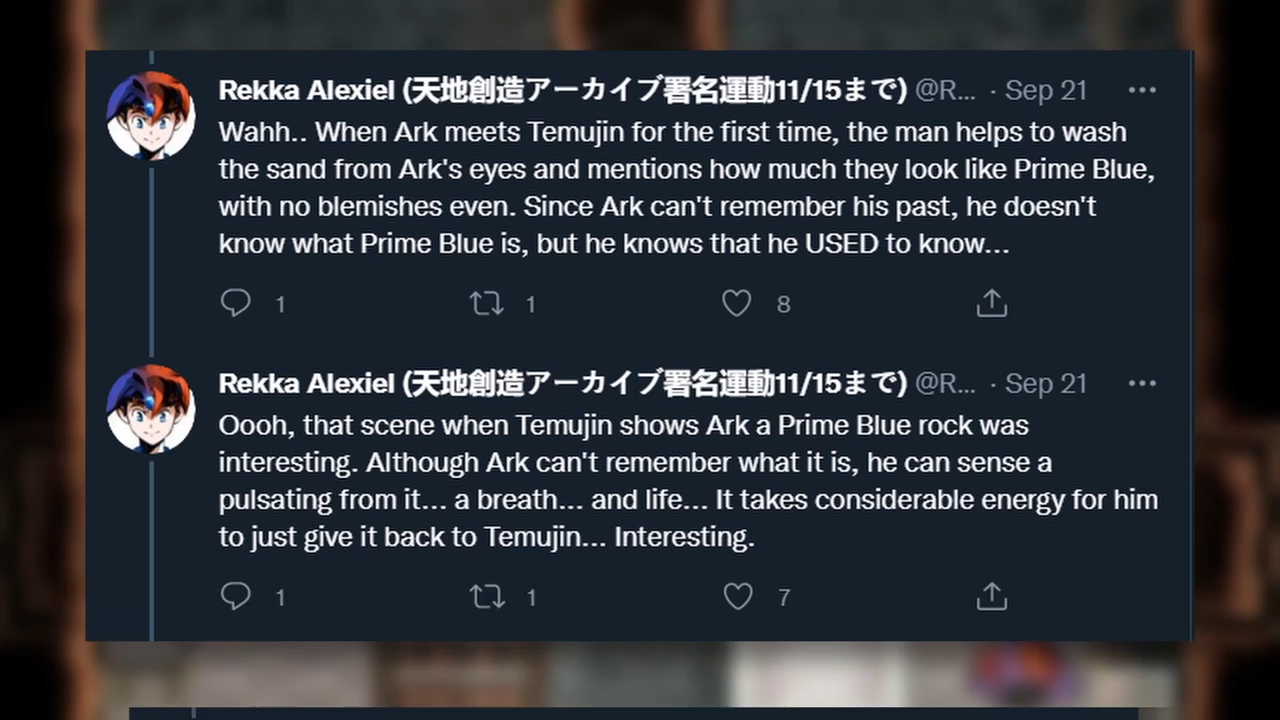 Rekka Alexiel (天地創造アーカイブ署名運動11/15まで) @R... · Sep 21
Wahh.. When Ark meets Temujin for the first time, the man helps to wash
the sand from Ark's eyes and mentions how much they look like Prime Blue,
with no blemishes even. Since Ark can't remember his past, he doesn't
know what Prime Blue is, but he knows that he USED to know...
1 1 8
Rekka Alexiel (天地創造アーカイブ署名運動11/15まで) @R... · Sep 21
Oooh, that scene when Temujin shows Ark a Prime Blue rock was
interesting. Although Ark can't remember what it is, he can sense a
pulsating from it... a breath... and life... It takes considerable energy for him
to just give it back to Temujin... Interesting.
1 1 7